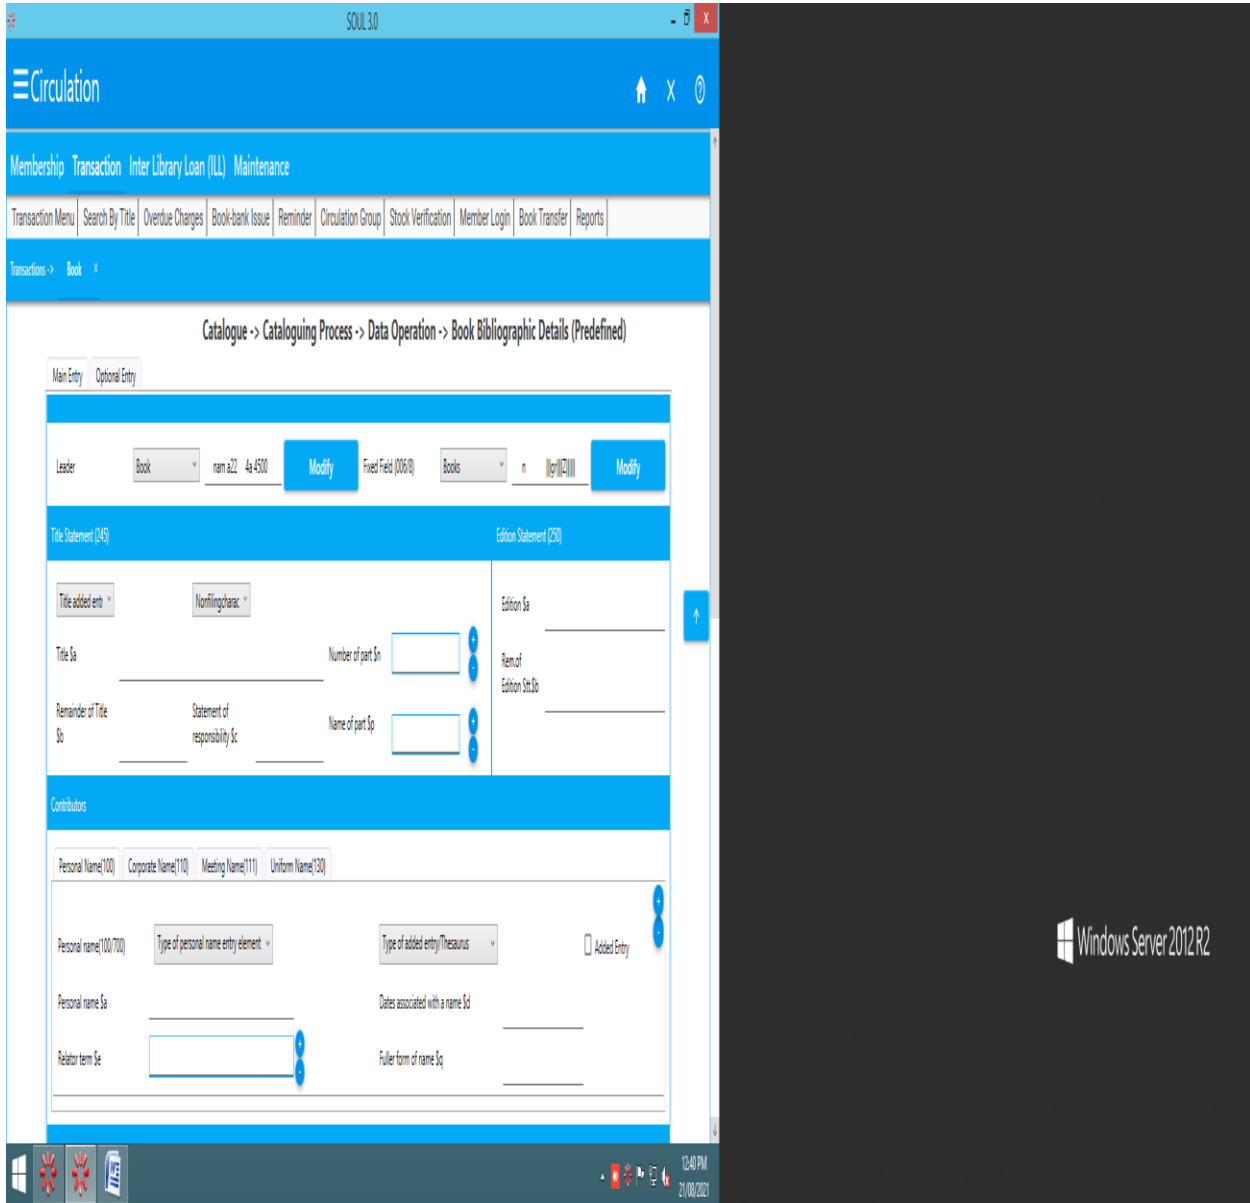 SOUL 3.0
Circulation
Membership Transaction Inter Library Loan (ILL) Maintenance
Transaction Menu Search By Title Overdue Charges Book-bank Issue Reminder Circulation Group Stock Verification Member Login Book Transfer Reports
Transactions -> Book x
Catalogue -> Cataloguing Process -> Data Operation -> Book Bibliographic Details (Predefined)
Main Entry Optional Entry
Leader Book nam a22 4a 4500 Modify Fixed Field (006/8) Books n |||gr|||Z||||| Modify
Title Statement (245) Edition Statement (250)
Title added entr Nonfilingcharac
Edition $a
Title $a Number of part $n
Rem.of
Edition Stt.$b
Remainder of Title
$b
Statement of
responsibility $c
Name of part $p
Contributors
Personal Name(100) Corporate Name(110) Meeting Name(111) Uniform Name(130)
Personal name(100/700) Type of personal name entry element Type of added entry/Thesaurus Added Entry
Personal name $a Dates associated with a name $d
Relator term $e Fuller form of name $q
Windows Server 2012 R2
12:40 PM
21/08/2021